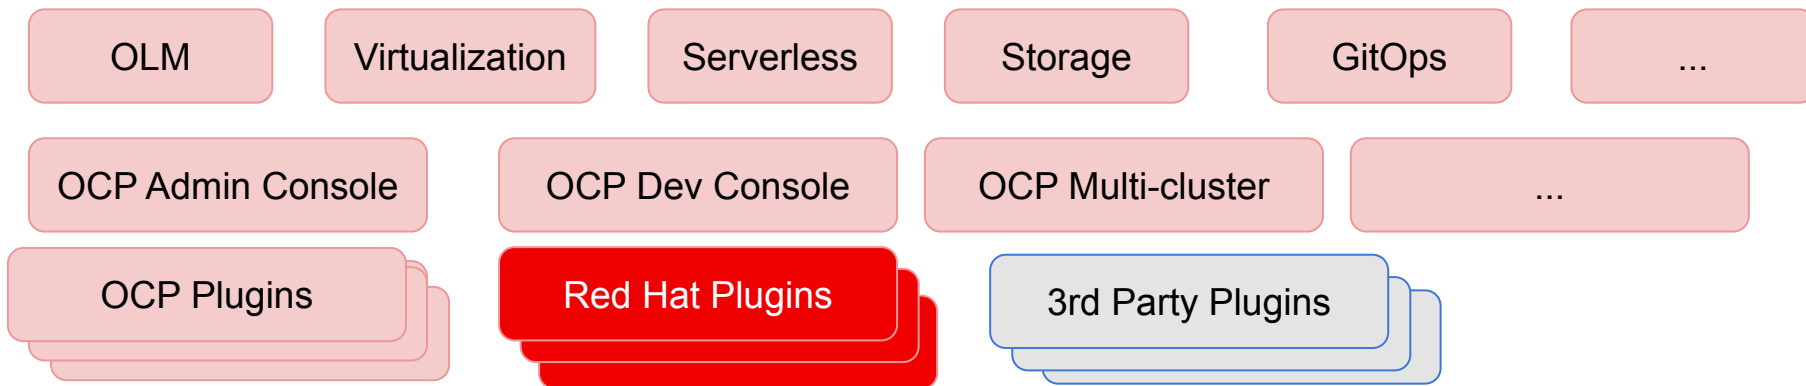 OLM
Virtualization
Serverless
Storage
GitOps
...
OCP Admin Console
OCP Dev Console
OCP Multi-cluster
...
OCP Plugins
Red Hat Plugins
3rd Party Plugins